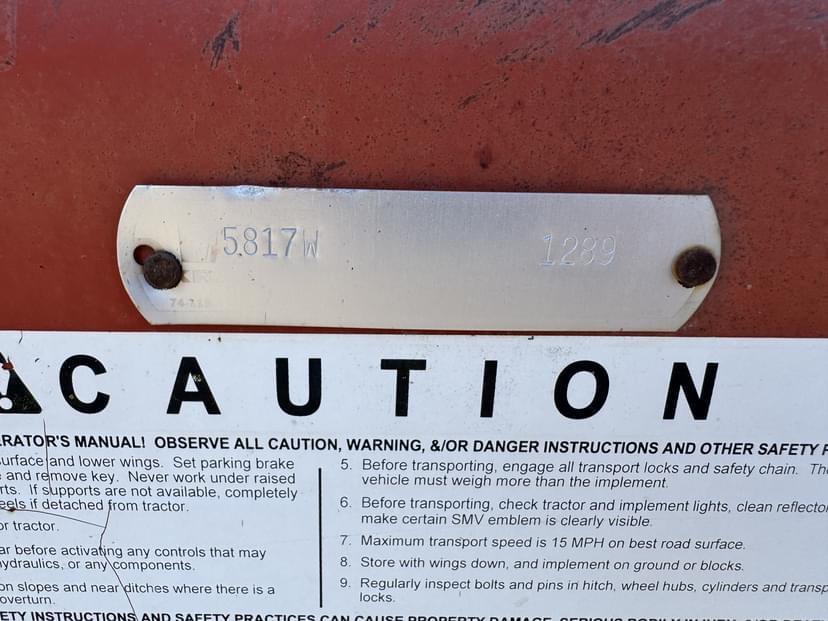 5817W 1289
CAUTION
ERATOR'S MANUAL! OBSERVE ALL CAUTION, WARNING, &/OR DANGER INSTRUCTIONS AND OTHER SAFETY
surface and lower wings. Set parking brake
and remove key. Never work under raised
rts. If supports are not available, completely
eels if detached from tractor.
or tractor.
ar before activating any controls that may
hydraulics, or any components.
on slopes and near ditches where there is a
overturn.
5. Before transporting, engage all transport locks and safety chain. The
vehicle must weigh more than the implement.
6. Before transporting, check tractor and implement lights, clean reflector
make certain SMV emblem is clearly visible.
7. Maximum transport speed is 15 MPH on best road surface.
8. Store with wings down, and implement on ground or blocks.
9. Regularly inspect bolts and pins in hitch, wheel hubs, cylinders and transp
locks.
ETY INSTRUCTIONS AND SAFETY PRACTICES CAN CAUSE PROPERTY DAMAGE, SERIOUS BODILY INJURY, &/OR